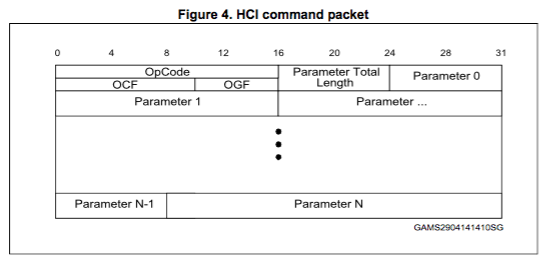 Figure 4. HCI command packet
0 4 8 12 16 20 24 28 31
OpCode
OCF OGF
Parameter Total
Length
Parameter 0
Parameter 1
Parameter ...
Parameter N-1
Parameter N
GAMS2904141410SG